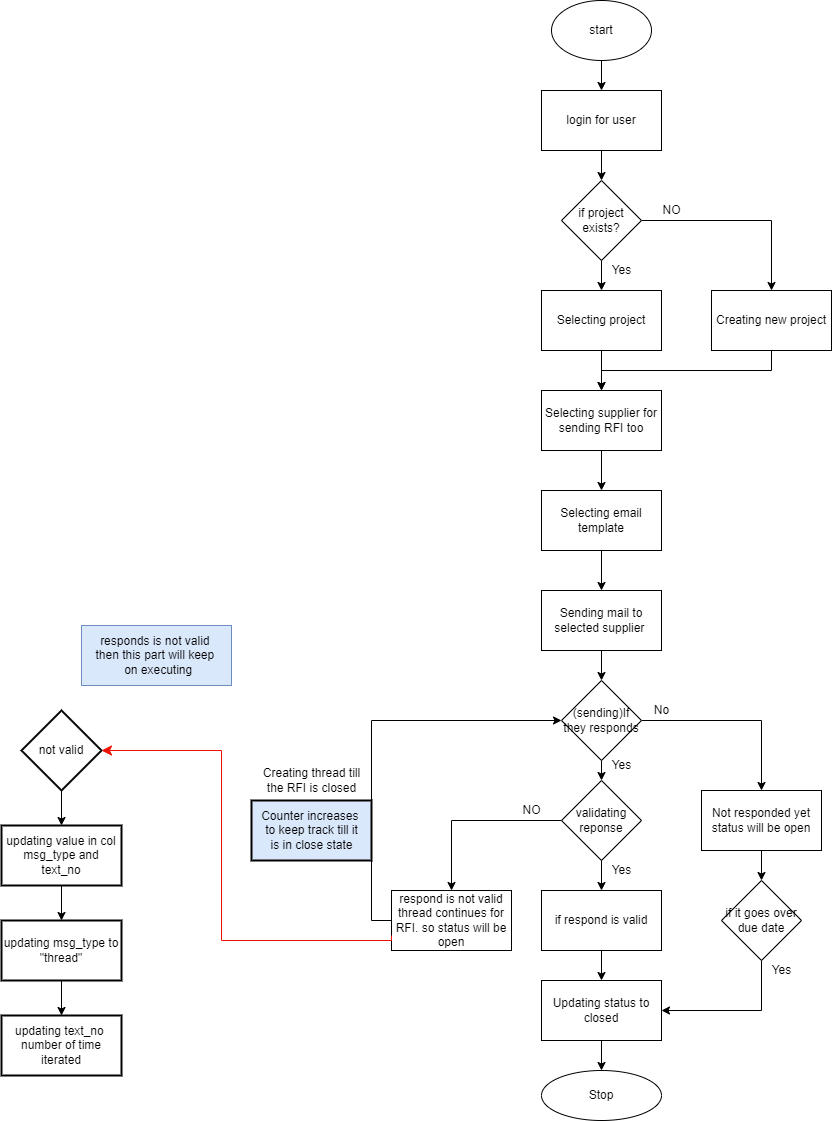 start
login for user
if project
exists?
NO
Yes
Selecting project
Creating new project
Selecting supplier for
sending RFI too
Selecting email
template
Sending mail to
selected supplier
responds is not valid
then this part will keep
on executing
(sending)If
they responds
No
Yes
not valid
Creating thread till
the RFI is closed
Counter increases
to keep track till it
is in close state
NO
validating
reponse
Yes
Not responded yet
status will be open
updating value in col
msg_type and
text_no
respond is not valid
thread continues for
RFI. so status will be
open
if respond is valid
if it goes over
due date
Yes
updating msg_type to
"thread"
Updating status to
closed
updating text_no
number of time
iterated
Stop